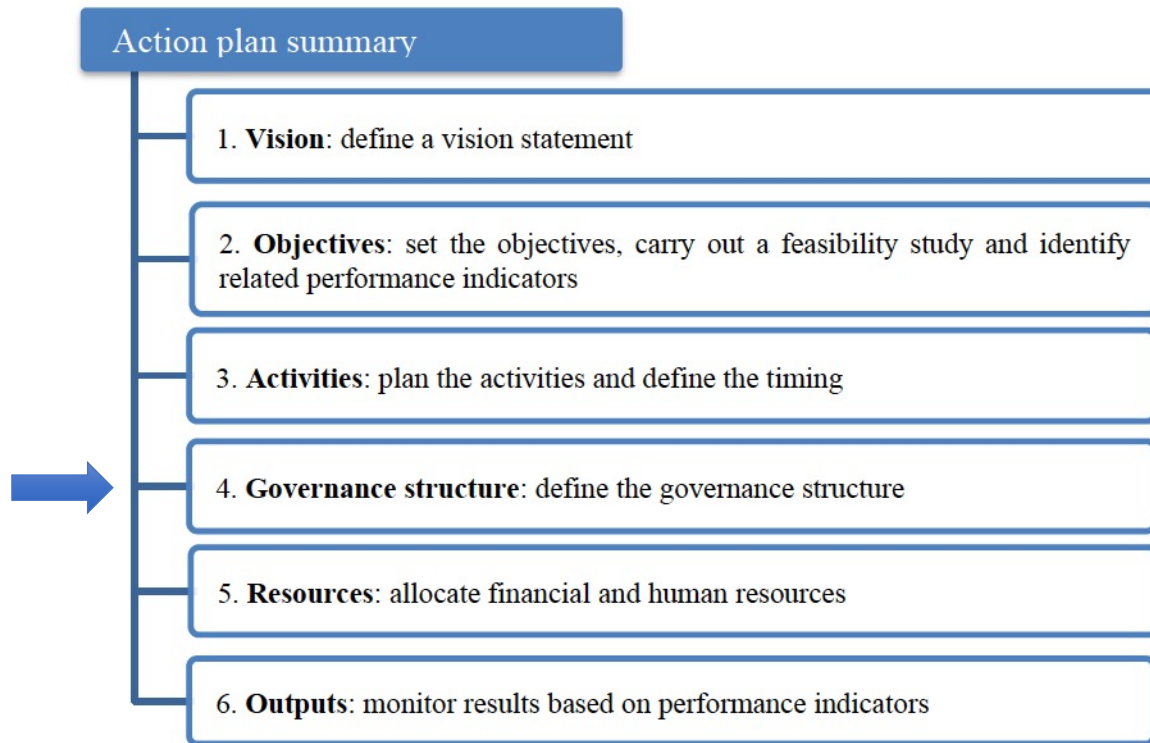 Action plan summary
1. Vision: define a vision statement
2. Objectives: set the objectives, carry out a feasibility study and identify
related performance indicators
3. Activities: plan the activities and define the timing
4. Governance structure: define the governance structure
5. Resources: allocate financial and human resources
6. Outputs: monitor results based on performance indicators